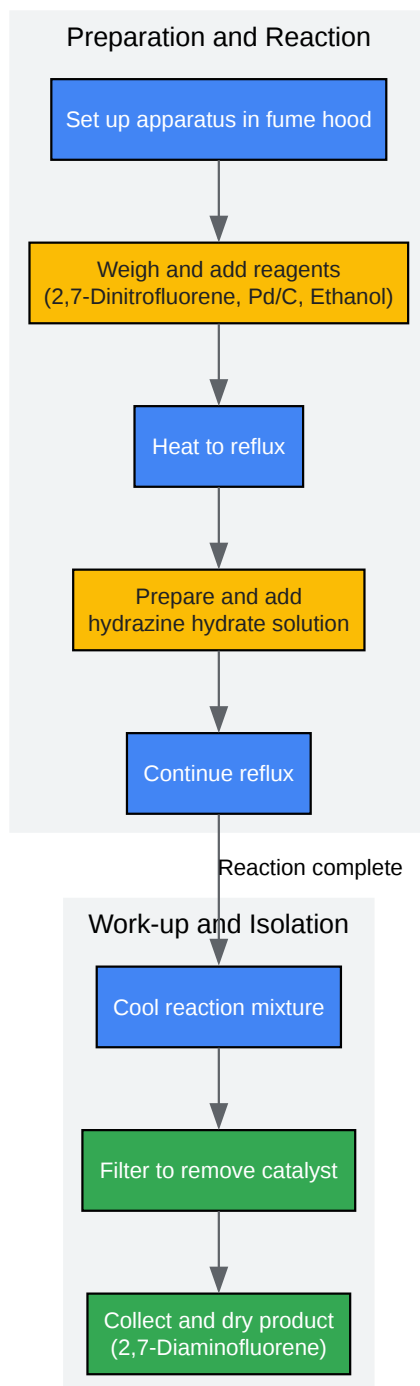 Preparation and Reaction
Set up apparatus in fume hood
Weigh and add reagents
(2,7-Dinitrofluorene, Pd/C, Ethanol)
Heat to reflux
Prepare and add
hydrazine hydrate solution
Continue reflux
Reaction complete
Work-up and Isolation
Cool reaction mixture
Filter to remove catalyst
Collect and dry product
(2,7-Diaminofluorene)